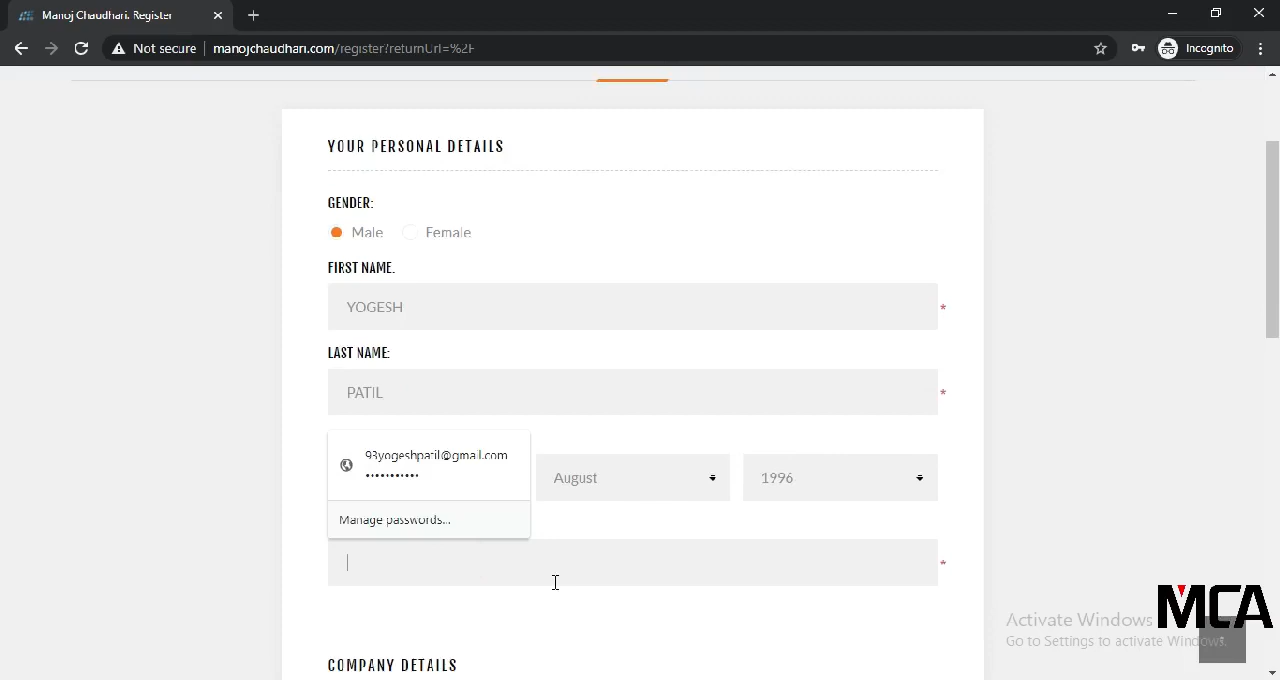 Manoj Chaudhari. Register
Not secure
manojchaudhari.com/register?returnUrl=%2F
Incognito
YOUR PERSONAL DETAILS
GENDER:
Male
Female
FIRST NAME:
YOGESH
*
LAST NAME:
PATIL
*
93yogeshpatil@gmail.com
•••••••••••
August
1996
Manage passwords...
*
MCA
Activate Windows
Go to Settings to activate Windows.
COMPANY DETAILS